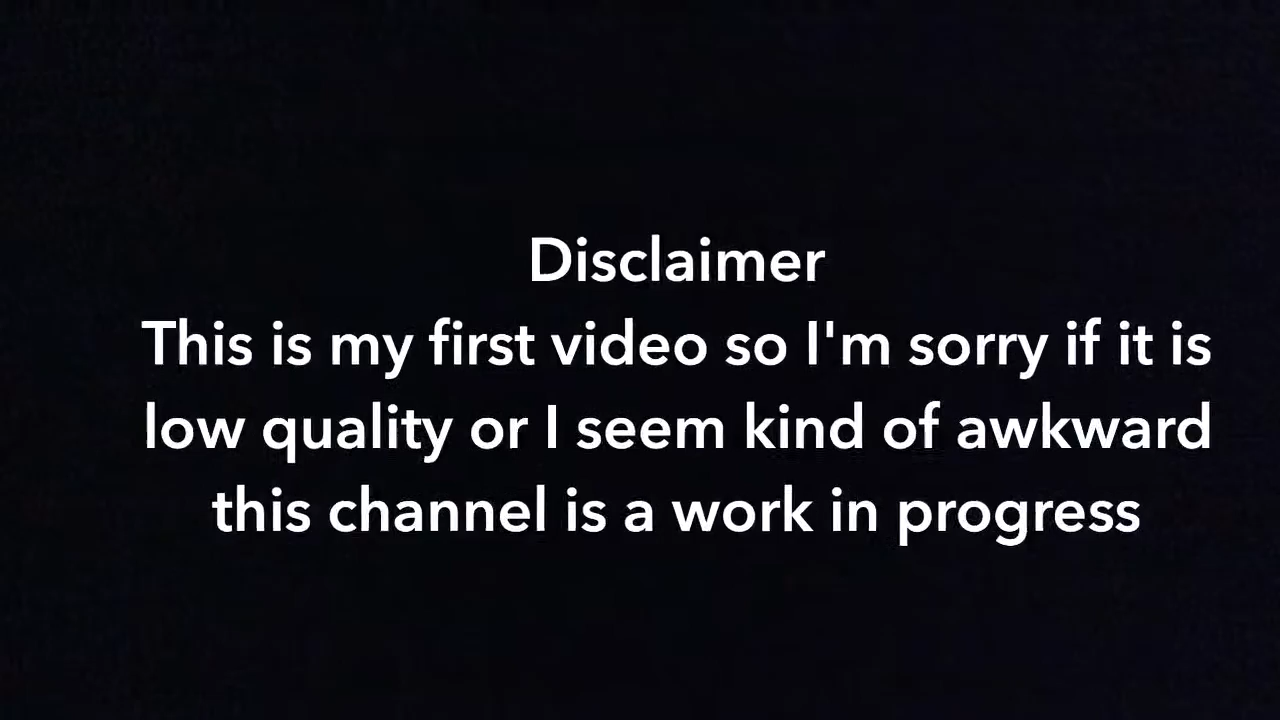 Disclaimer
This is my first video so I'm sorry if it is
low quality or I seem kind of awkward
this channel is a work in progress